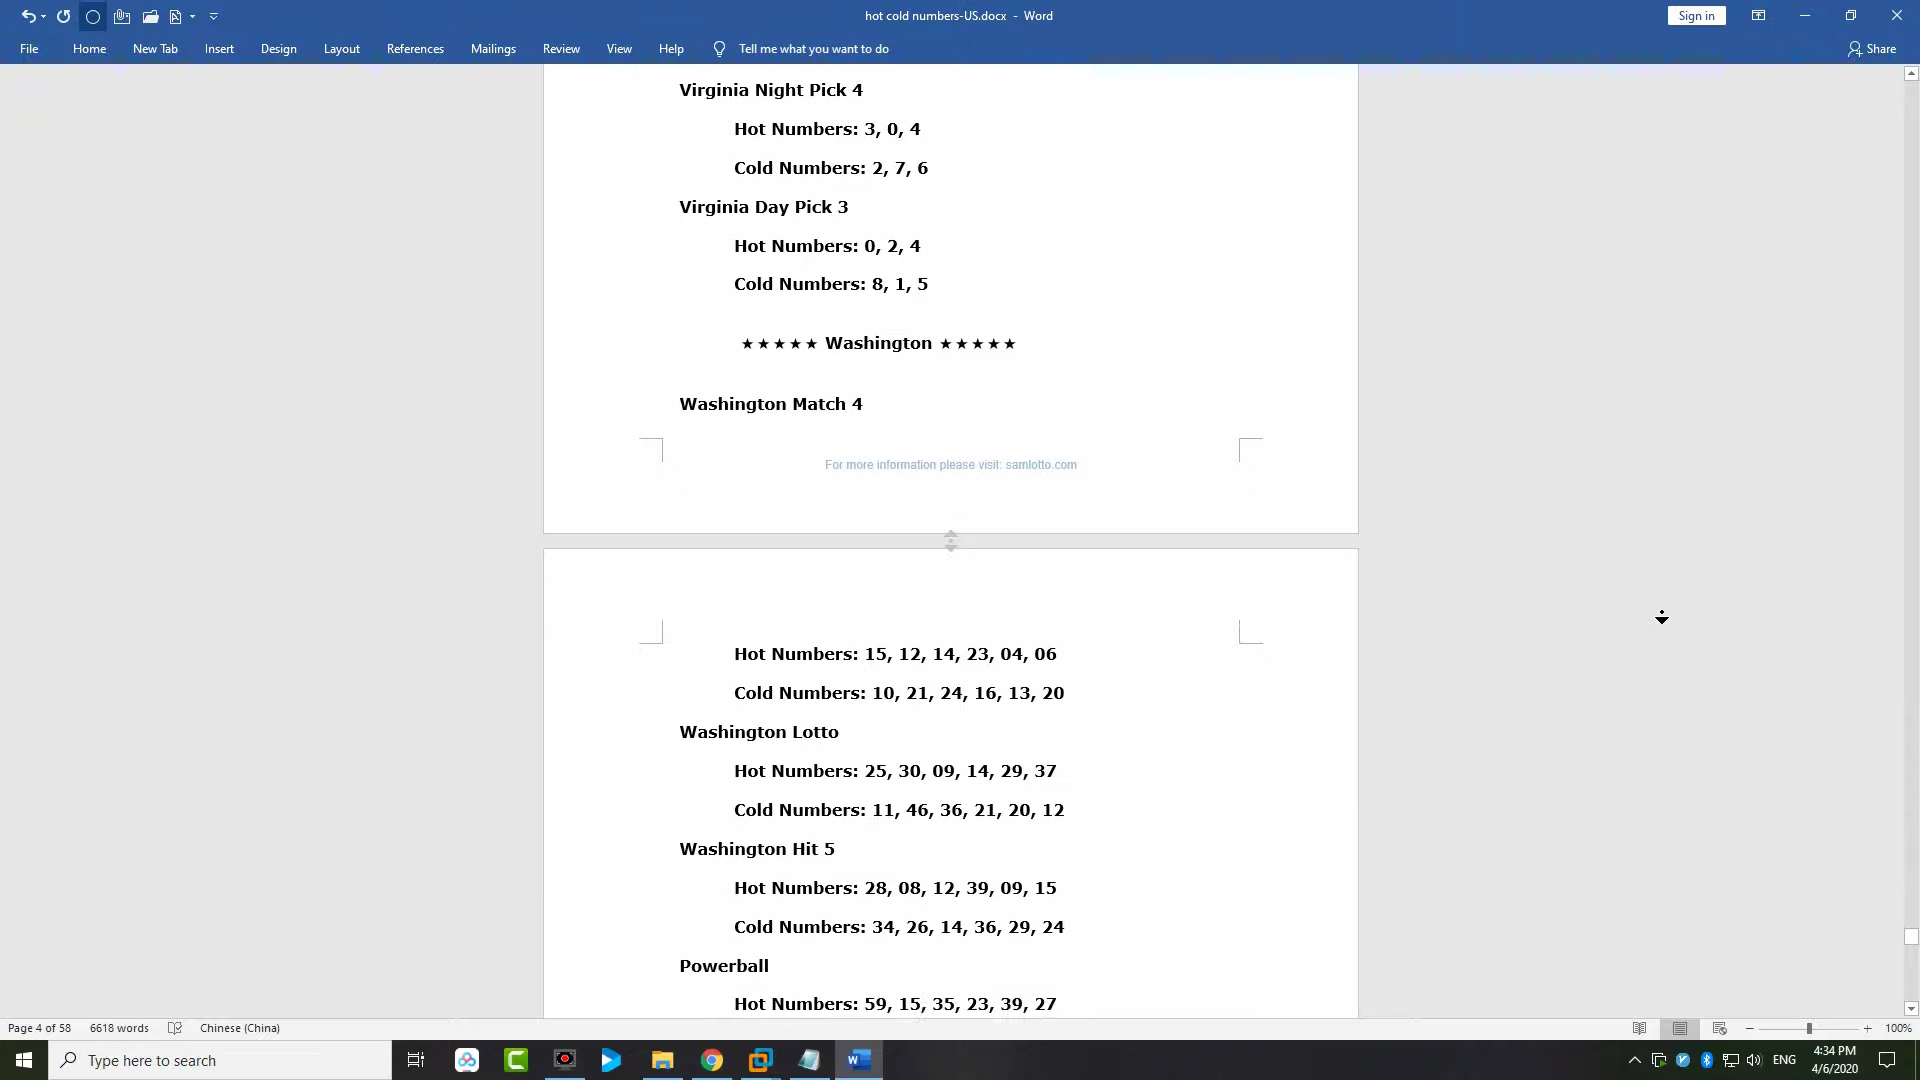 hot cold numbers-US.docx - Word
Sign in
File Home New Tab Insert Design Layout References Mailings Review View Help Tell me what you want to do Share
Virginia Night Pick 4
Hot Numbers: 3, 0, 4
Cold Numbers: 2, 7, 6
Virginia Day Pick 3
Hot Numbers: 0, 2, 4
Cold Numbers: 8, 1, 5
★★★★★ Washington ★★★★★
Washington Match 4
For more information please visit: samlotto.com
Hot Numbers: 15, 12, 14, 23, 04, 06
Cold Numbers: 10, 21, 24, 16, 13, 20
Washington Lotto
Hot Numbers: 25, 30, 09, 14, 29, 37
Cold Numbers: 11, 46, 36, 21, 20, 12
Washington Hit 5
Hot Numbers: 28, 08, 12, 39, 09, 15
Cold Numbers: 34, 26, 14, 36, 29, 24
Powerball
Hot Numbers: 59, 15, 35, 23, 39, 27
Page 4 of 58 6618 words Chinese (China) 100%
Type here to search
ENG
4:34 PM
4/6/2020